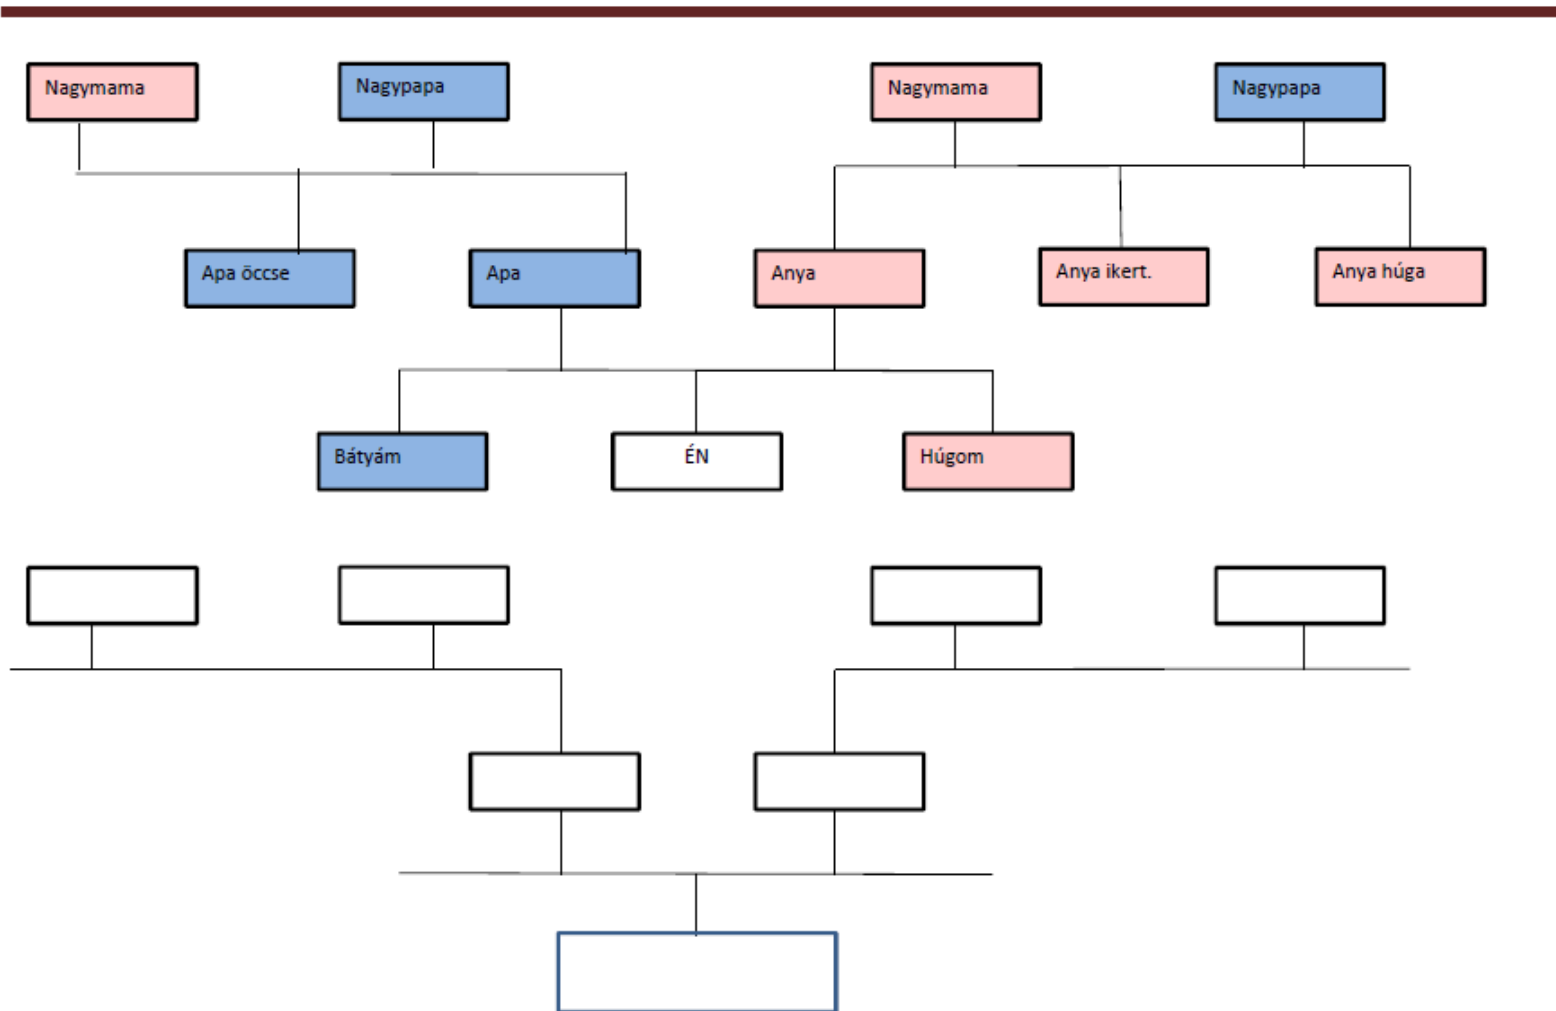 Nagymama
Nagypapa
Nagymama
Nagypapa
Apa öccse
Apa
Anya
Anya ikert.
Anya húga
Bátyám
ÉN
Húgom